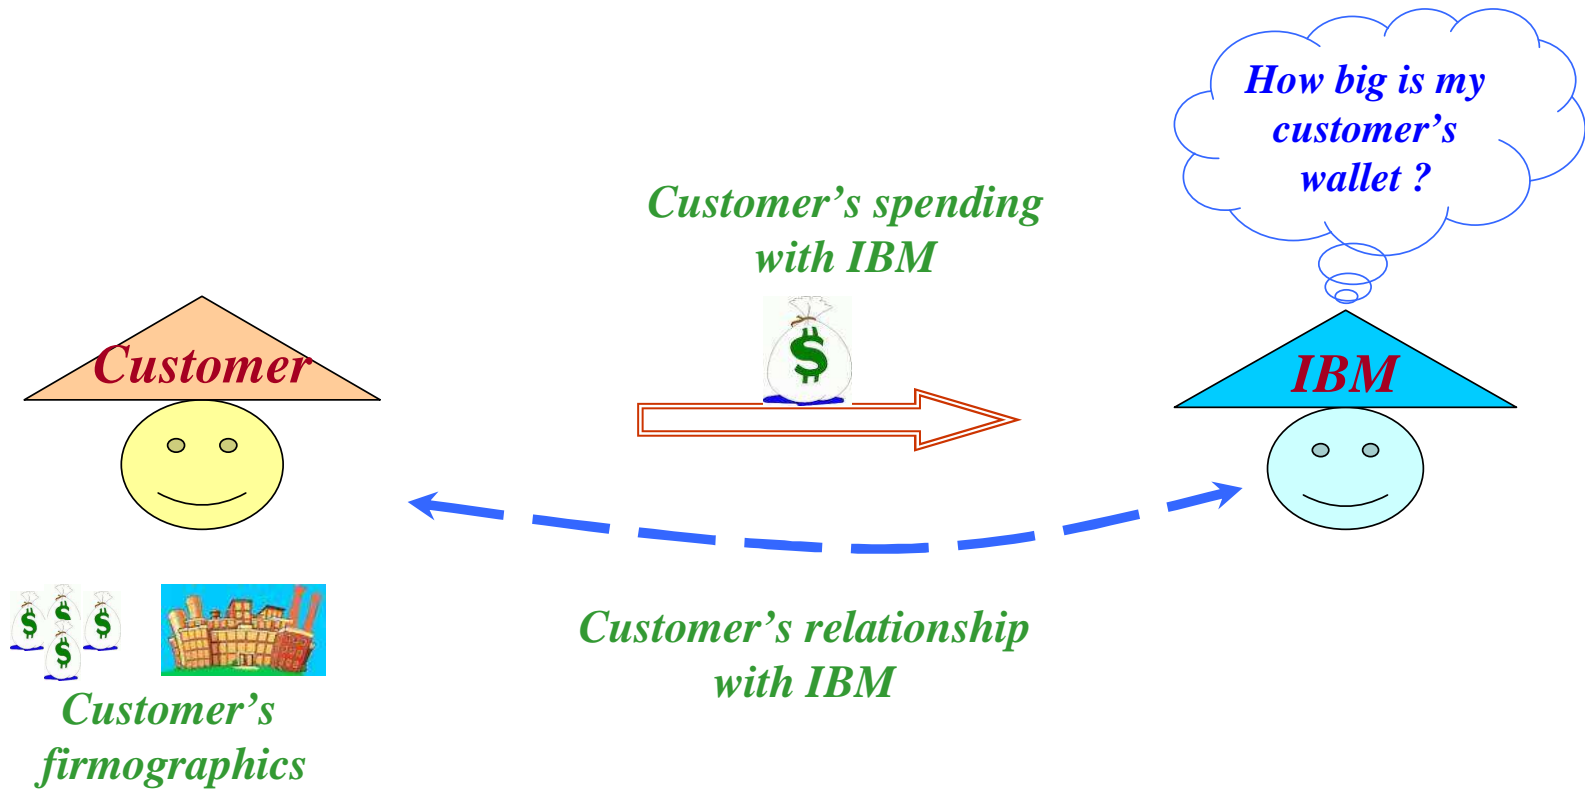 How big is my
customer's
wallet ?
Customer's spending
with IBM
$
Customer
IBM
$ $ $
$
Customer's relationship
with IBM
Customer's
firmographics